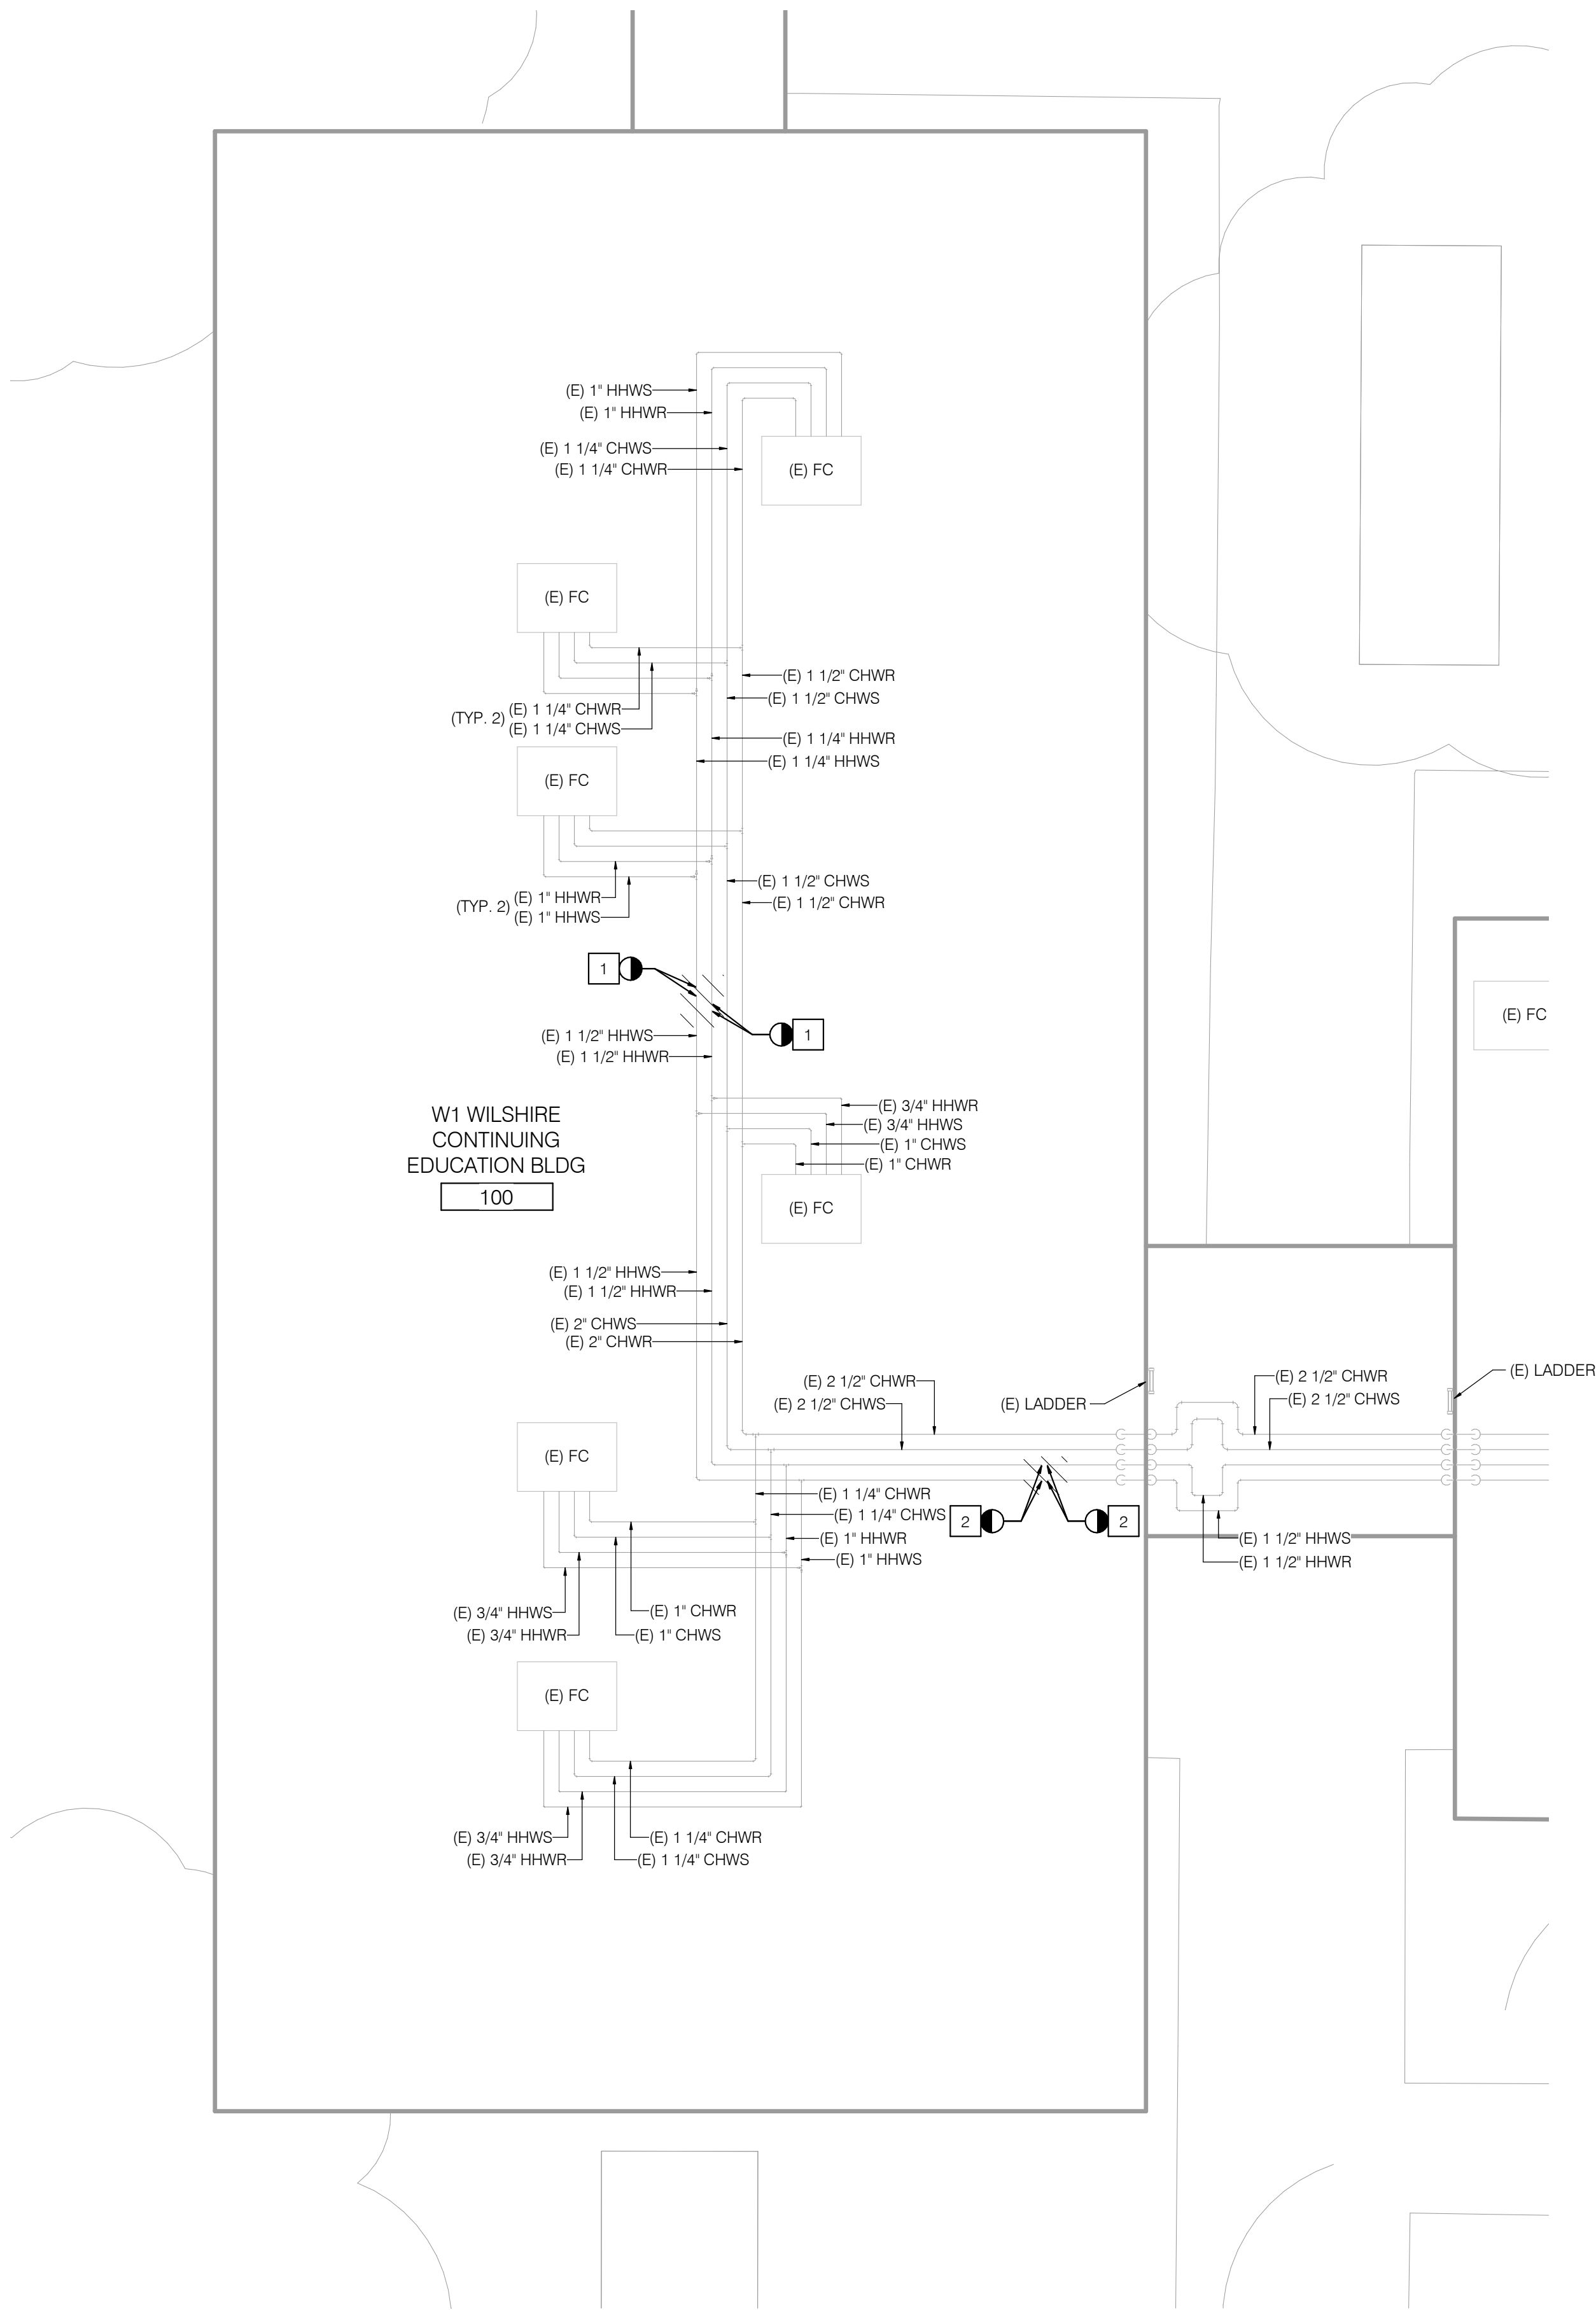 (E) 1" HHWS
(E) 1" HHWR
(E) 1 1/4" CHWS
(E) 1 1/4" CHWR
(E) FC
(E) FC
(E) 1 1/2" CHWR
(E) 1 1/2" CHWS
(TYP. 2)
(E) 1 1/4" CHWR
(E) 1 1/4" CHWS
(E) 1 1/4" HHWR
(E) 1 1/4" HHWS
(E) FC
(E) 1 1/2" CHWS
(E) 1 1/2" CHWR
(TYP. 2)
(E) 1" HHWR
(E) 1" HHWS
1
1
(E) FC
(E) 1 1/2" HHWS
(E) 1 1/2" HHWR
W1 WILSHIRE
CONTINUING
EDUCATION BLDG
100
(E) 3/4" HHWR
(E) 3/4" HHWS
(E) 1" CHWS
(E) 1" CHWR
(E) FC
(E) 1 1/2" HHWS
(E) 1 1/2" HHWR
(E) 2" CHWS
(E) 2" CHWR
(E) 2 1/2" CHWR
(E) 2 1/2" CHWS
(E) LADDER
(E) 2 1/2" CHWR
(E) 2 1/2" CHWS
(E) LADDER
(E) FC
(E) 1 1/4" CHWR
(E) 1 1/4" CHWS
(E) 1" HHWR
(E) 1" HHWS
2
2
(E) 1 1/2" HHWS
(E) 1 1/2" HHWR
(E) 3/4" HHWS
(E) 3/4" HHWR
(E) 1" CHWR
(E) 1" CHWS
(E) FC
(E) 3/4" HHWS
(E) 3/4" HHWR
(E) 1 1/4" CHWR
(E) 1 1/4" CHWS